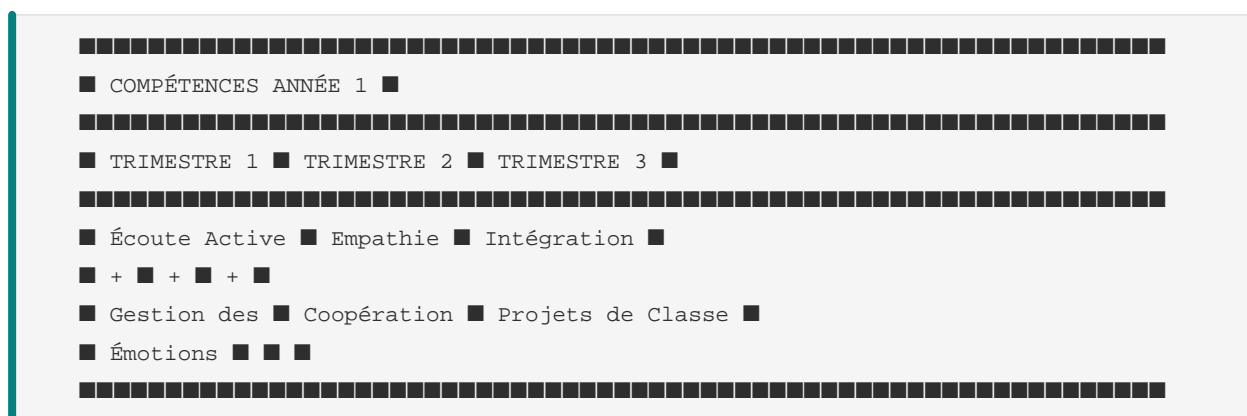 ■■■■■■■■■■■■■■■■■■■■■■■■■■■■■■■■■■■■■■■■■■■■■■■■■■■■■■■■■■■■■■■
■ COMPÉTENCES ANNÉE 1 ■
■■■■■■■■■■■■■■■■■■■■■■■■■■■■■■■■■■■■■■■■■■■■■■■■■■■■■■■■■■■■■■■
■ TRIMESTRE 1 ■ TRIMESTRE 2 ■ TRIMESTRE 3 ■
■■■■■■■■■■■■■■■■■■■■■■■■■■■■■■■■■■■■■■■■■■■■■■■■■■■■■■■■■■■■■■■
■ Écoute Active ■ Empathie ■ Intégration ■
■ + ■ + ■ + ■
■ Gestion des ■ Coopération ■ Projets de Classe ■
■ Émotions ■ ■ ■
■■■■■■■■■■■■■■■■■■■■■■■■■■■■■■■■■■■■■■■■■■■■■■■■■■■■■■■■■■■■■■■